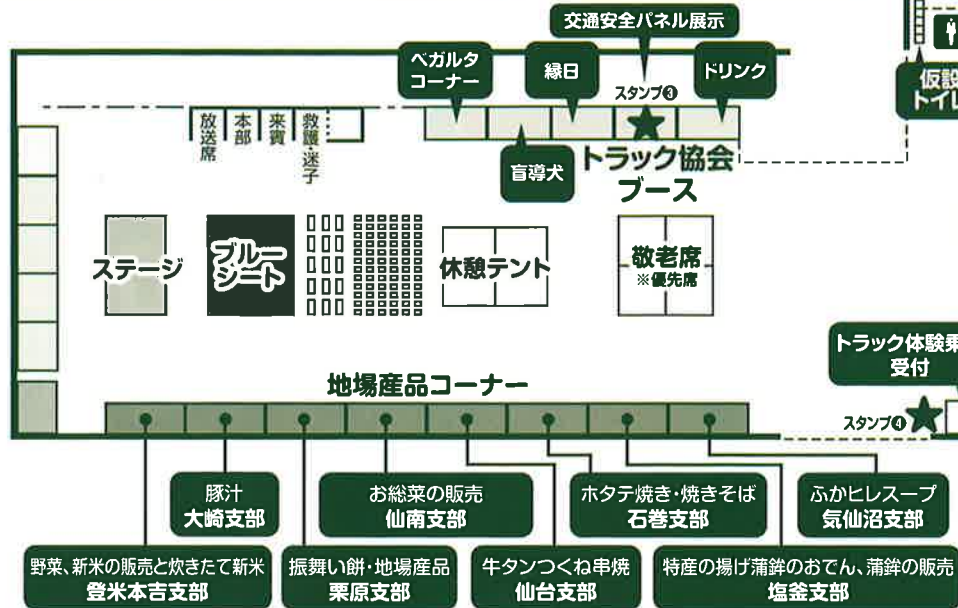 交通安全パネル展示
ベガルタ
コーナー
縁日
スタンプ❸
ドリンク
仮設
トイレ
放送席
本部
来賓
救護・迷子
盲導犬
トラック協会
ブース
ステージ
ブルー
シート
休憩テント
敬老席
※優先席
トラック体験乗
受付
スタンプ❹
地場産品コーナー
豚汁
大崎支部
お総菜の販売
仙南支部
ホタテ焼き・焼きそば
石巻支部
ふかヒレスープ
気仙沼支部
野菜、新米の販売と炊きたて新米
登米本吉支部
振舞い餅・地場産品
栗原支部
牛タンつくね串焼
仙台支部
特産の揚げ蒲鉾のおでん、蒲鉾の販売
塩釜支部